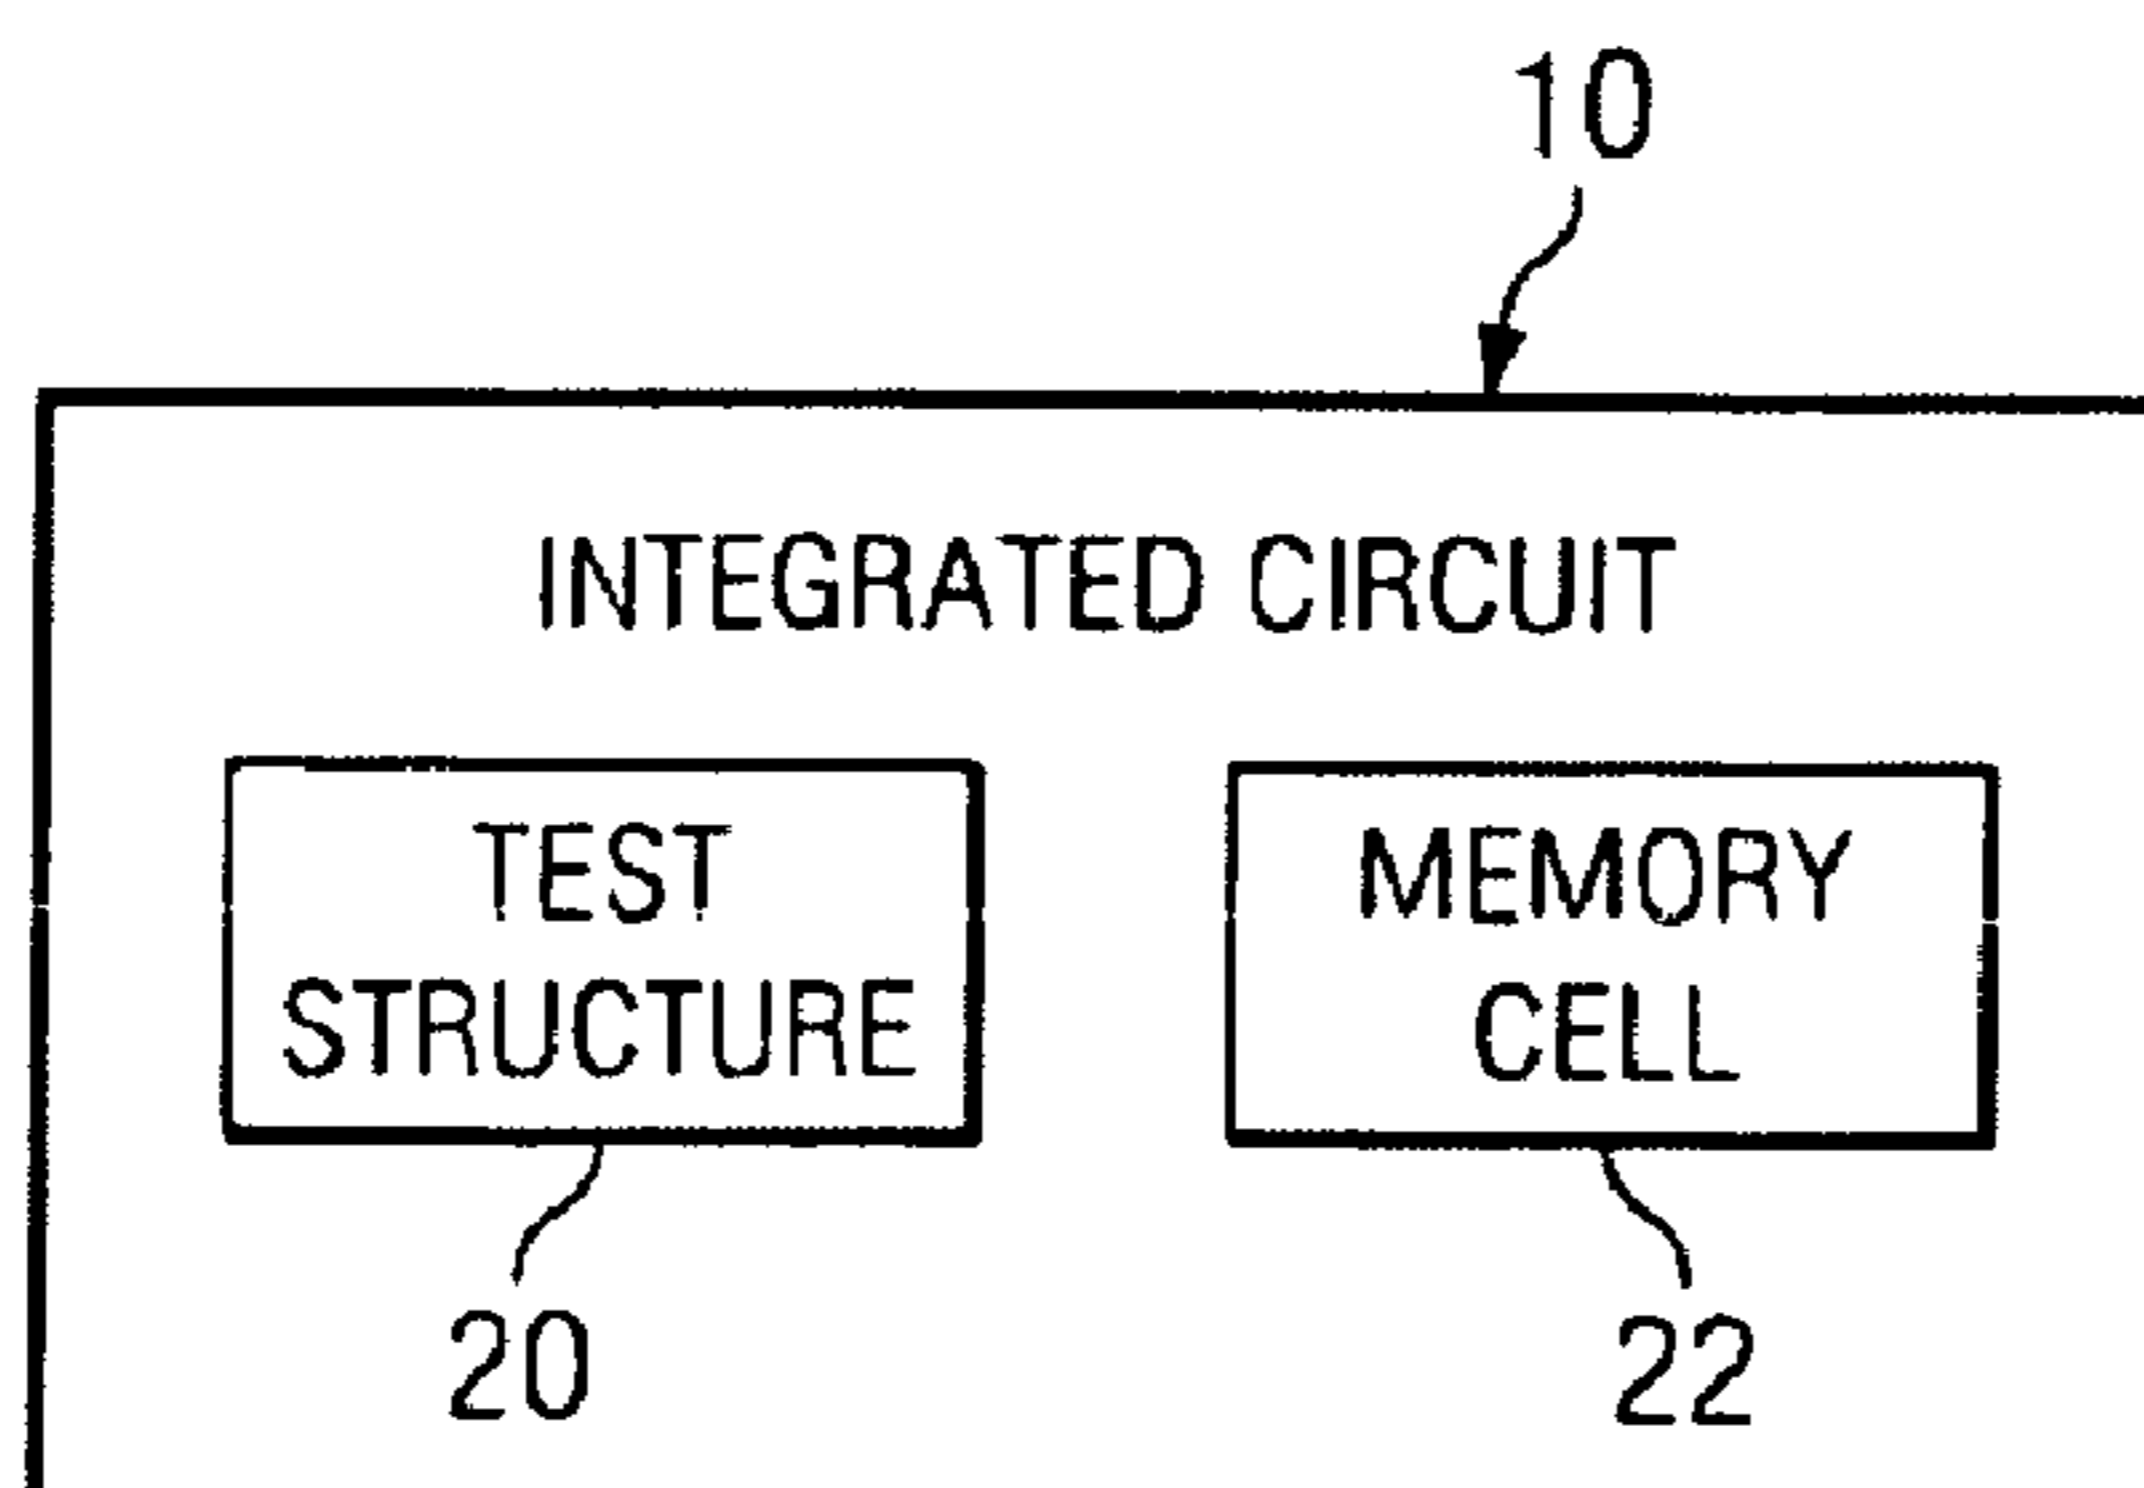 10
INTEGRATED CIRCUIT
TEST
STRUCTURE
MEMORY
CELL
20
22